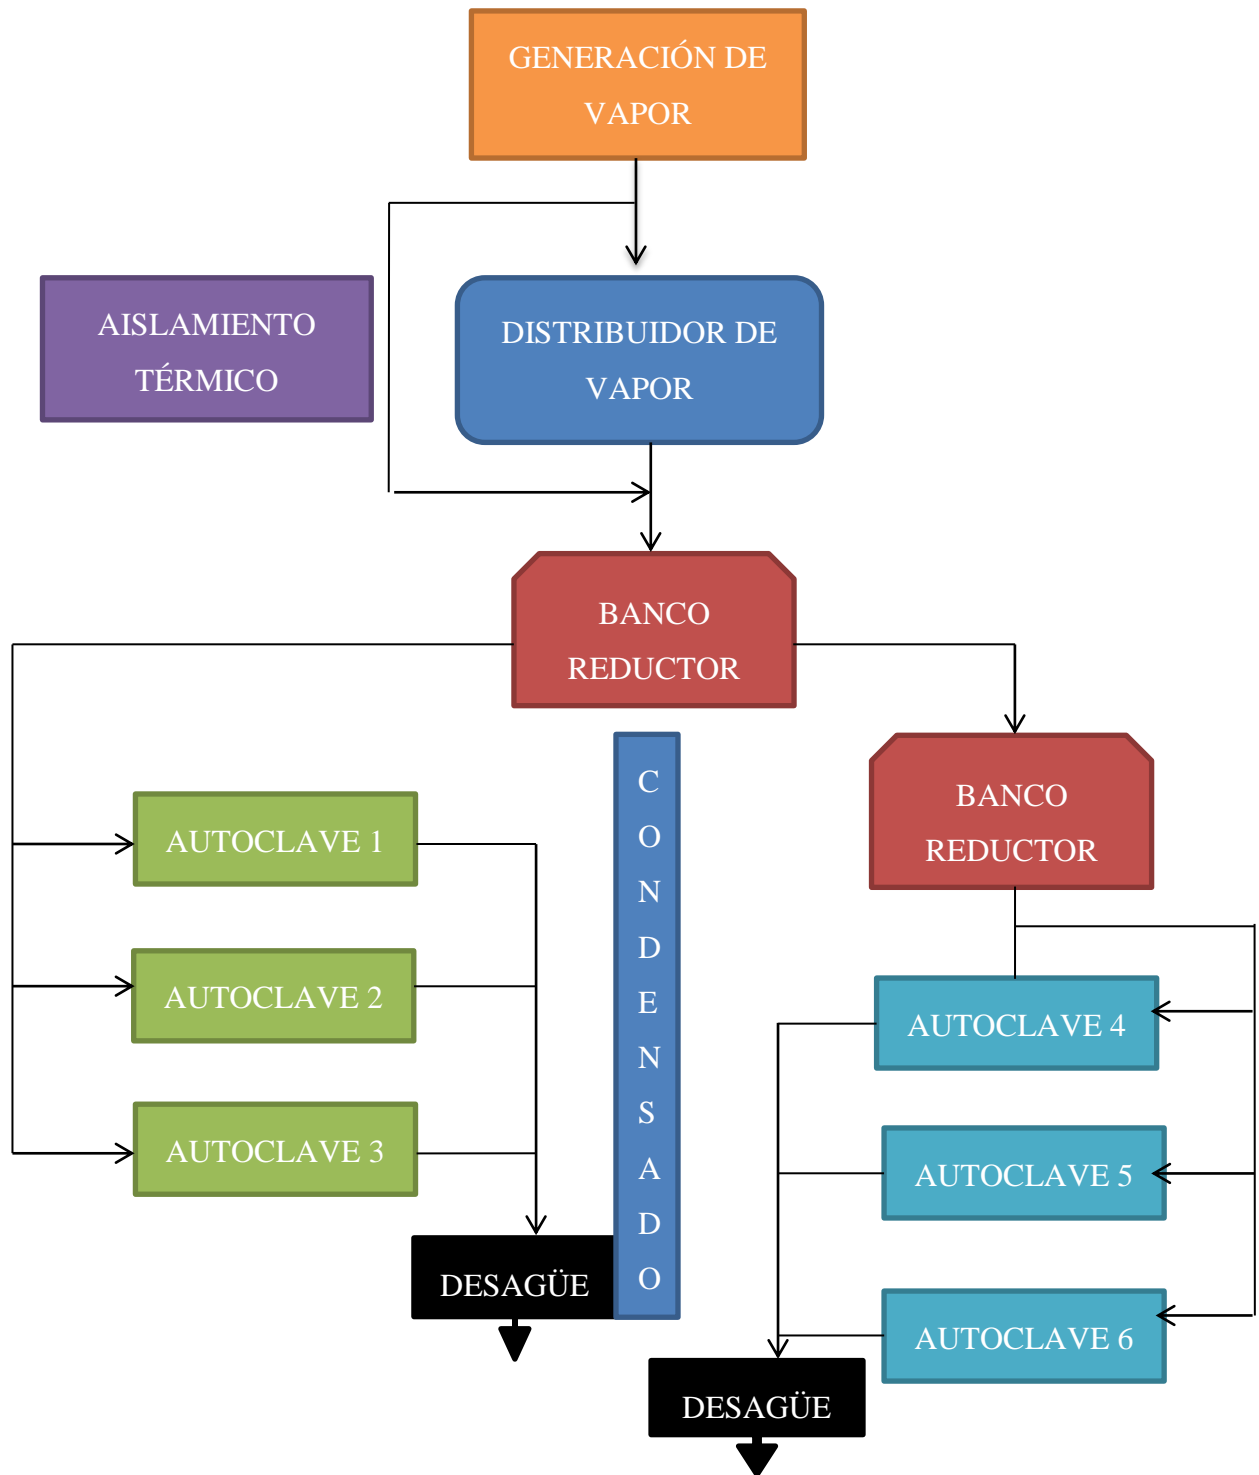 GENERACIÓN DE
VAPOR
AISLAMIENTO
TÉRMICO
DISTRIBUIDOR DE
VAPOR
BANCO
REDUCTOR
BANCO
REDUCTOR
AUTOCLAVE 1
AUTOCLAVE 2
AUTOCLAVE 3
DESAGÜE
C
O
N
D
E
N
S
A
D
O
AUTOCLAVE 4
AUTOCLAVE 5
AUTOCLAVE 6
DESAGÜE